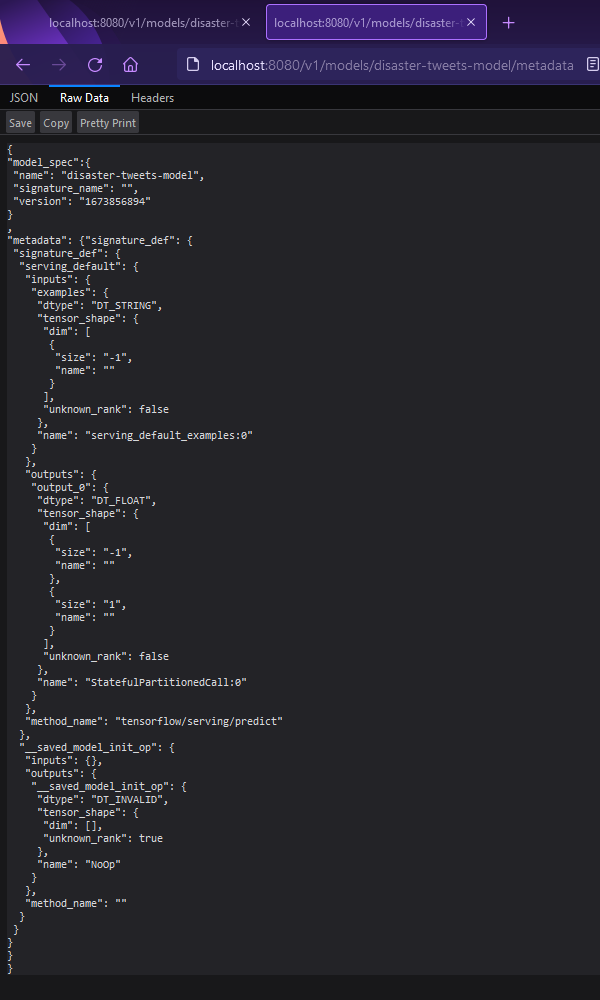 localhost:8080/v1/models/disaster-t
localhost:8080/v1/models/disaster-t
localhost:8080/v1/models/disaster-tweets-model/metadata
JSON Raw Data Headers
Save Copy Pretty Print
{
"model_spec":{
 "name": "disaster-tweets-model",
 "signature_name": "",
 "version": "1673856894"
}
,
"metadata": {"signature_def": {
 "signature_def": {
  "serving_default": {
   "inputs": {
    "examples": {
     "dtype": "DT_STRING",
     "tensor_shape": {
      "dim": [
       {
        "size": "-1",
        "name": ""
       }
      ],
      "unknown_rank": false
     },
     "name": "serving_default_examples:0"
    }
   },
   "outputs": {
    "output_0": {
     "dtype": "DT_FLOAT",
     "tensor_shape": {
      "dim": [
       {
        "size": "-1",
        "name": ""
       },
       {
        "size": "1",
        "name": ""
       }
      ],
      "unknown_rank": false
     },
     "name": "StatefulPartitionedCall:0"
    }
   },
   "method_name": "tensorflow/serving/predict"
  },
  "__saved_model_init_op": {
   "inputs": {},
   "outputs": {
    "__saved_model_init_op": {
     "dtype": "DT_INVALID",
     "tensor_shape": {
      "dim": [],
      "unknown_rank": true
     },
     "name": "NoOp"
    }
   },
   "method_name": ""
  }
 }
}
}
}